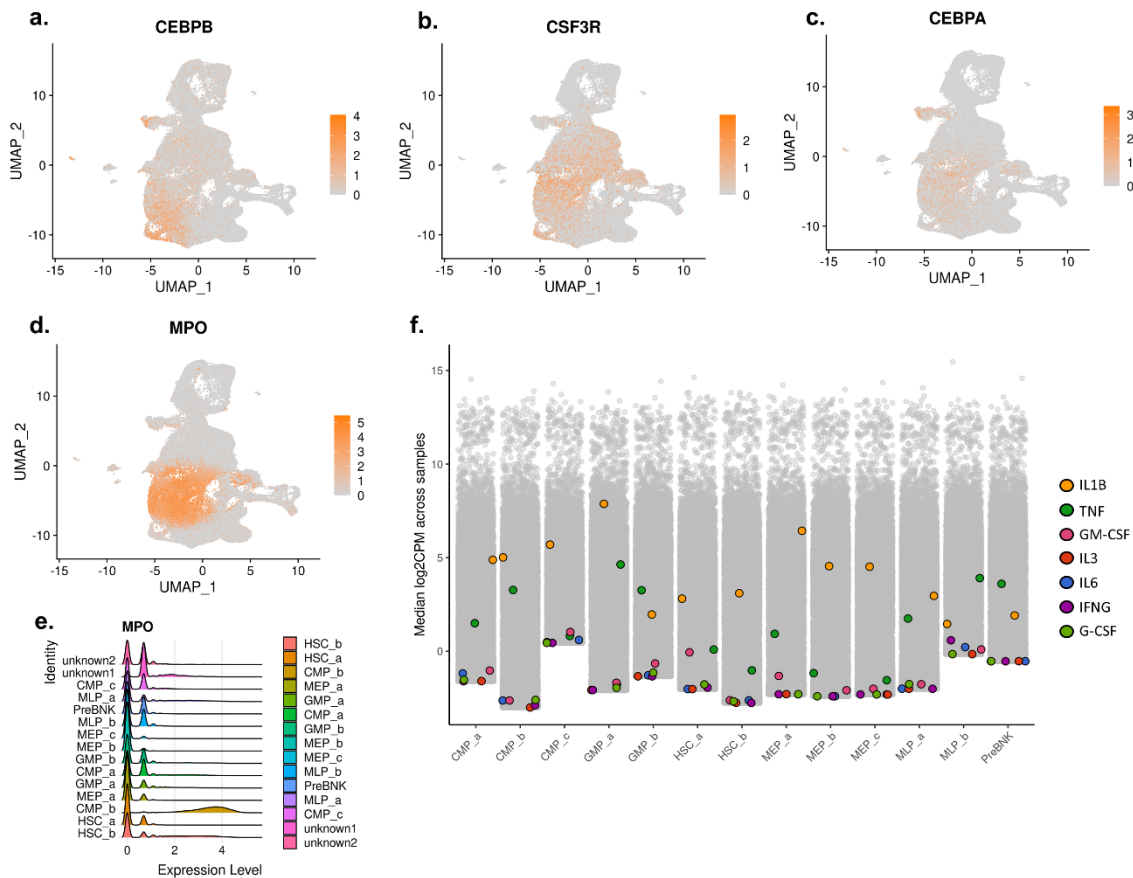 a.
CEBPB
UMAP_2
10
0
-10
-15
-10
-5
0
5
10
UMAP_1
4
3
2
1
0
b.
CSF3R
UMAP_2
10
0
-10
-15
-10
-5
0
5
10
UMAP_1
2
1
0
c.
CEBPA
UMAP_2
10
0
-10
-15
-10
-5
0
5
10
UMAP_1
3
2
1
0
d.
MPO
UMAP_2
10
0
-10
-15
-10
-5
0
5
10
UMAP_1
5
4
3
2
1
0
e.
MPO
Identity
unknown2
unknown1
CMP_c
MLP_a
PreBNK
MLP_b
MEP_c
MEP_b
GMP_b
CMP_a
GMP_a
MEP_a
CMP_b
HSC_a
HSC_b
0
2
4
Expression Level
HSC_b
HSC_a
CMP_b
MEP_a
GMP_a
CMP_a
GMP_b
MEP_b
MEP_c
MLP_b
PreBNK
MLP_a
CMP_c
unknown1
unknown2
f.
Median log2CPM across samples
15
10
5
0
CMP_a
CMP_b
CMP_c
GMP_a
GMP_b
HSC_a
HSC_b
MEP_a
MEP_b
MEP_c
MLP_a
MLP_b
PreBNK
IL1B
TNF
GM-CSF
IL3
IL6
IFNG
G-CSF